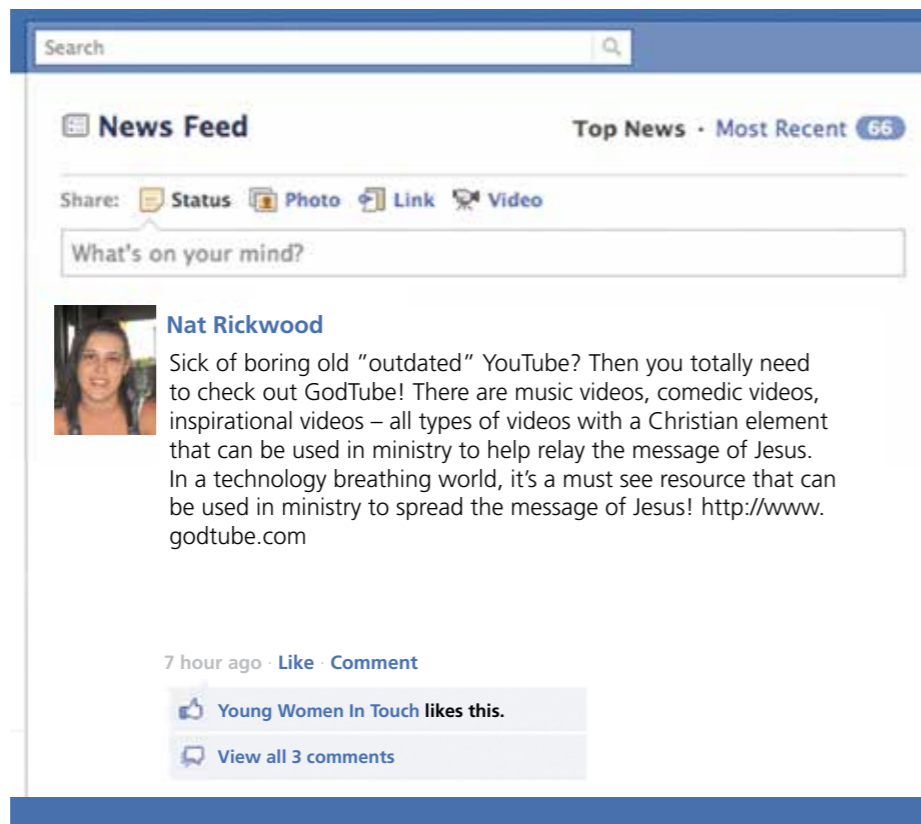 Search
News Feed
Top News · Most Recent 66
Share: Status Photo Link Video
What's on your mind?
Nat Rickwood
Sick of boring old "outdated" YouTube? Then you totally need
to check out GodTube! There are music videos, comedic videos,
inspirational videos – all types of videos with a Christian element
that can be used in ministry to help relay the message of Jesus.
In a technology breathing world, it's a must see resource that can
be used in ministry to spread the message of Jesus! http://www.
godtube.com
7 hour ago · Like · Comment
Young Women In Touch likes this.
View all 3 comments